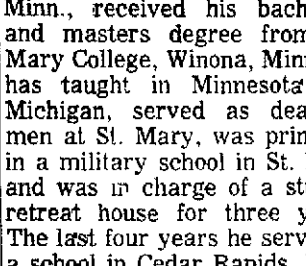 Minn., received his bach
and masters degree from
Mary College, Winona, Min
has taught in Minnesota
Michigan, served as dea
men at St. Mary, was prin
in a military school in St.
and was in charge of a st
retreat house for three y
The last four years he serv
a school in Cedar Rapids,